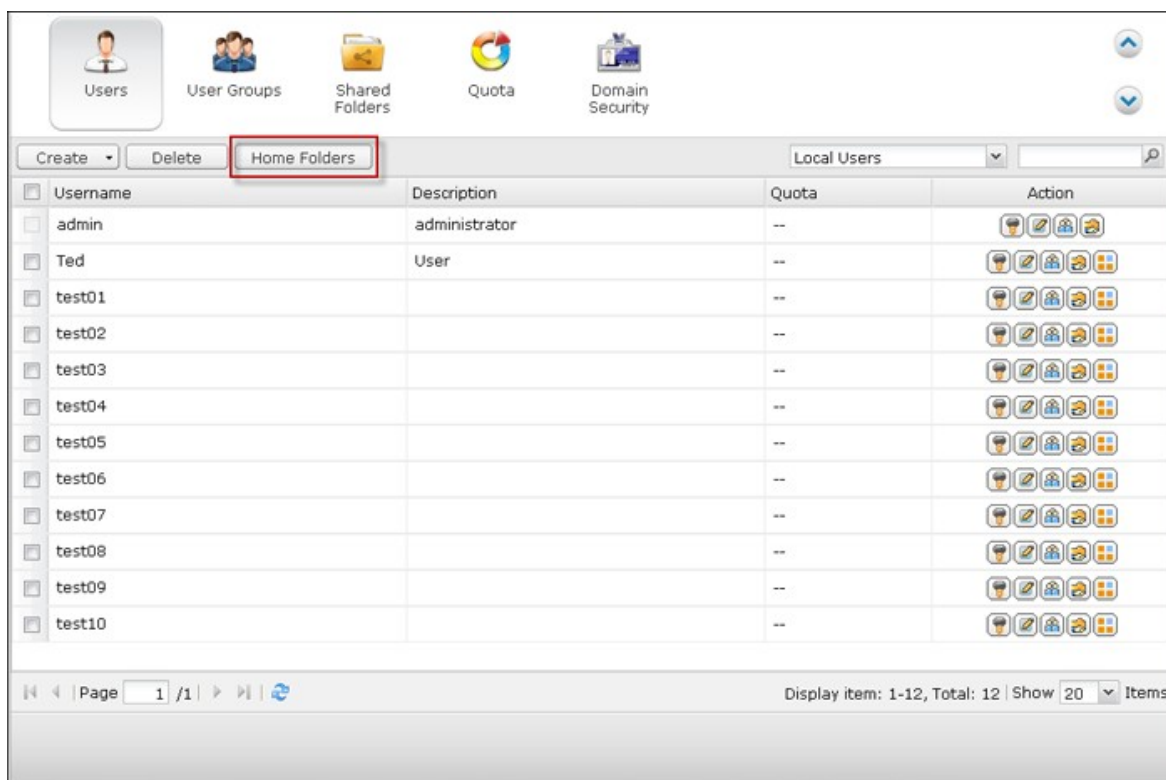 Users
User Groups
Shared
Folders
Quota
Domain
Security
Create
Delete
Home Folders
Local Users
Username
Description
Quota
Action
admin
administrator
--
Ted
User
--
test01
--
test02
--
test03
--
test04
--
test05
--
test06
--
test07
--
test08
--
test09
--
test10
--
Page 1 /1
Display item: 1-12, Total: 12 Show 20 Items